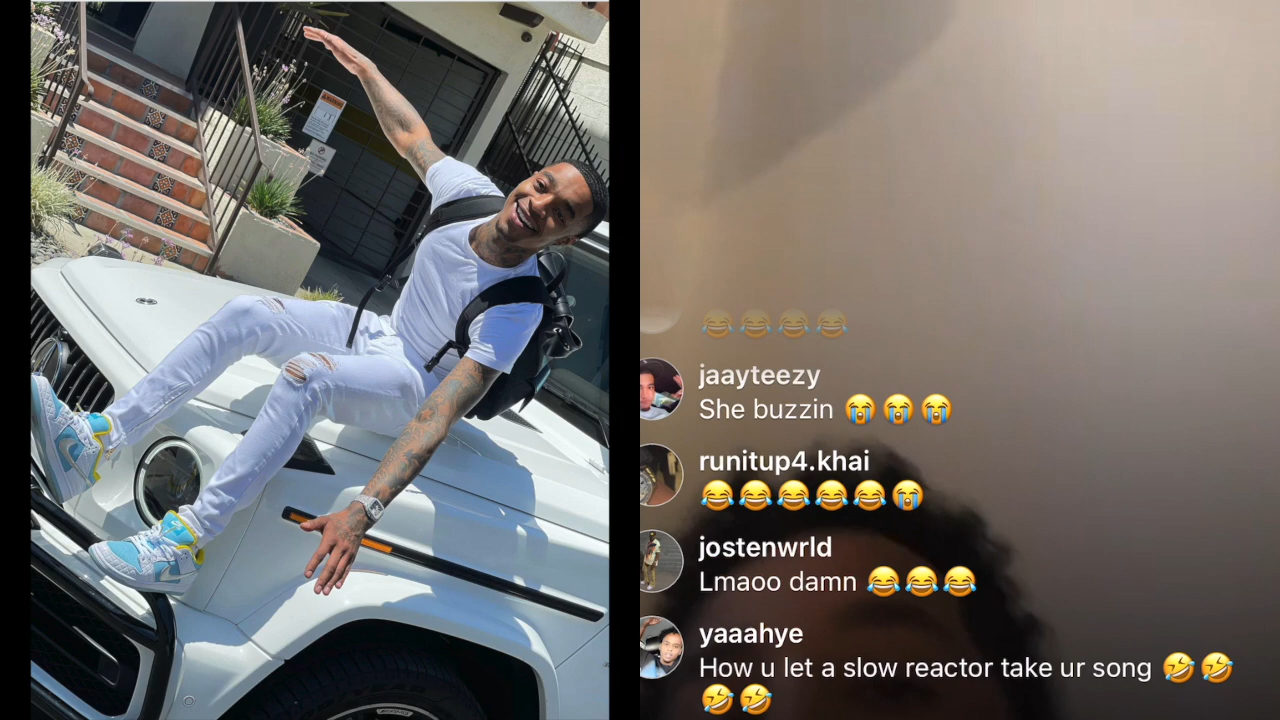 😂😂😂😂
jaayteezy
She buzzin 😭😭😭
runitup4.khai
😂😂😂😂😂😭
jostenwrld
Lmaoo damn 😂😂😂
yaaahye
How u let a slow reactor take ur song 🤣🤣
🤣🤣